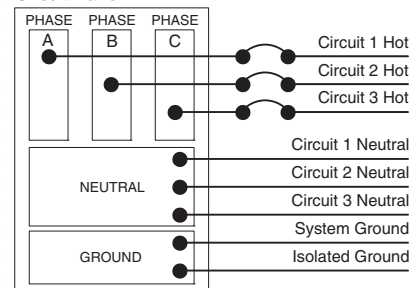 PHASE PHASE PHASE
A B C
Circuit 1 Hot
Circuit 2 Hot
Circuit 3 Hot
Circuit 1 Neutral
NEUTRAL
Circuit 2 Neutral
Circuit 3 Neutral
System Ground
GROUND
Isolated Ground